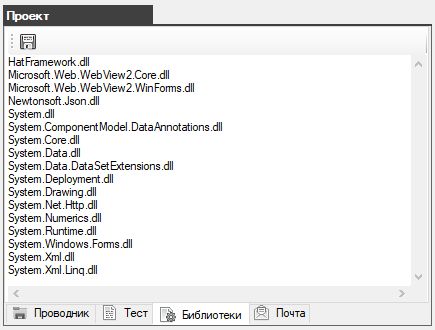 Проект
HatFramework.dll
Microsoft.Web.WebView2.Core.dll
Microsoft.Web.WebView2.WinForms.dll
Newtonsoft.Json.dll
System.dll
System.ComponentModel.DataAnnotations.dll
System.Core.dll
System.Data.dll
System.Data.DataSetExtensions.dll
System.Deployment.dll
System.Drawing.dll
System.Net.Http.dll
System.Numerics.dll
System.Runtime.dll
System.Windows.Forms.dll
System.Xml.dll
System.Xml.Linq.dll
Проводник Тест Библиотеки Почта